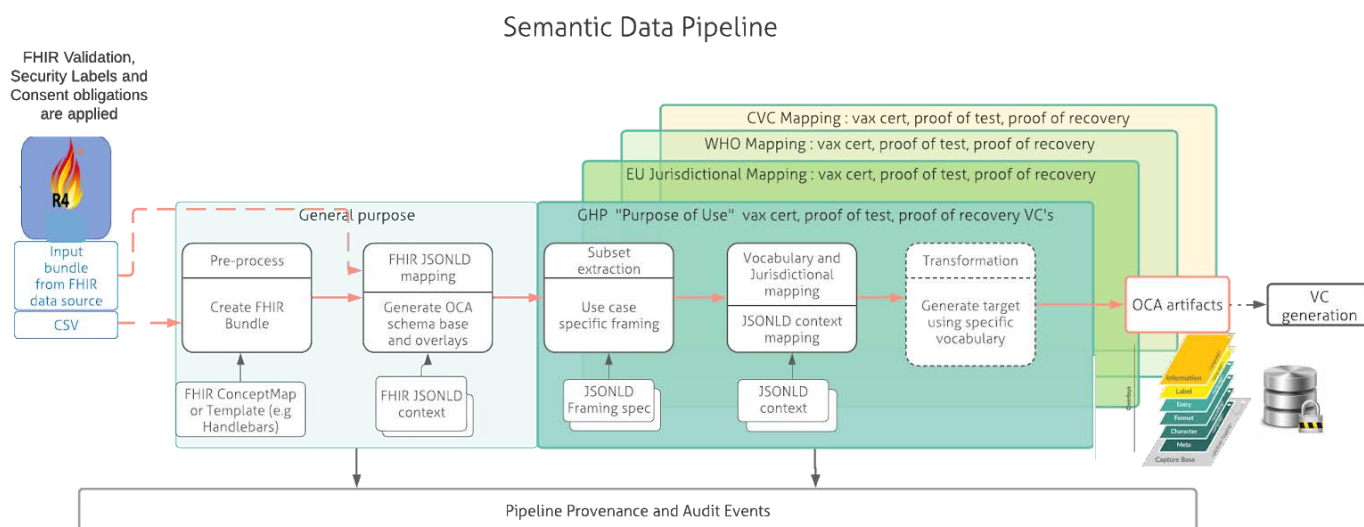 Semantic Data Pipeline
FHIR Validation,
Security Labels and
Consent obligations
are applied
R4
Input
bundle
from FHIR
data source
CSV
CVC Mapping : vax cert, proof of test, proof of recovery
WHO Mapping : vax cert, proof of test, proof of recovery
EU Jurisdictional Mapping : vax cert, proof of test, proof of recovery
General purpose
GHP "Purpose of Use" vax cert, proof of test, proof of recovery VC's
Pre-process
Create FHIR
Bundle
FHIR JSONLD
mapping
Generate OCA
schema base
and overlays
Subset
extraction
Use case
specific framing
Vocabulary and
Jurisdictional
mapping
JSONLD context
mapping
Transformation
Generate target
using specific
vocabulary
OCA artifacts
VC
generation
FHIR ConceptMap
or Template (e.g
Handlebars)
FHIR JSONLD
context
JSONLD
Framing spec
JSONLD
context
Overlays
Information
Label
Entry
Format
Character
Meta
Capture Base
Pipeline Provenance and Audit Events